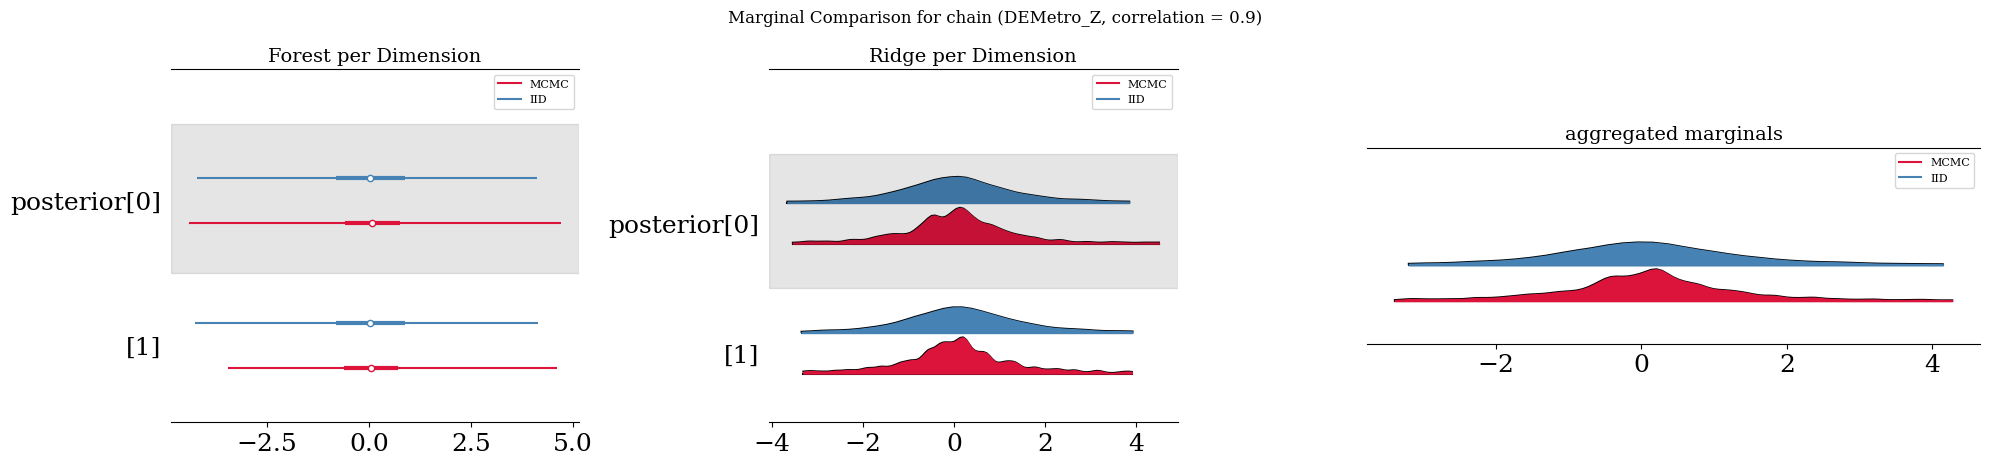 Marginal Comparison for chain (DEMetro_Z, correlation = 0.9)
Forest per Dimension
MCMC
IID
posterior[0]
[1]
−2.5 0.0 2.5 5.0
Ridge per Dimension
MCMC
IID
posterior[0]
[1]
−4 −2 0 2 4
aggregated marginals
MCMC
IID
−2 0 2 4